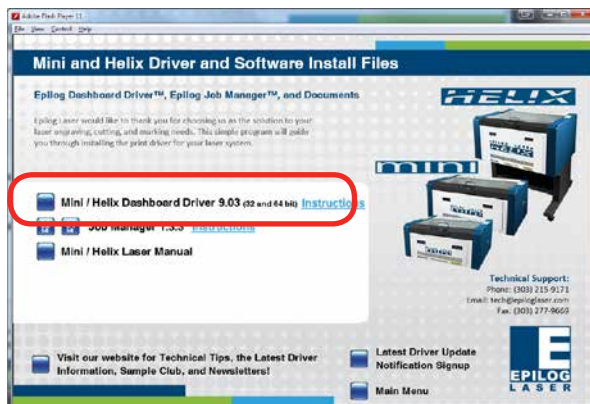 Adobe Flash Player 11
File View Control Help
Mini and Helix Driver and Software Install Files
Epilog Dashboard Driver™, Epilog Job Manager™, and Documents
Epilog Laser would like to thank you for choosing us as the solution to your
laser engraving, cutting, and marking needs. This simple program will guide
you through installing the print driver for your laser system.
HELIX
mini
Mini / Helix Dashboard Driver 9.03 (32 and 64 bit) Instructions
Job Manager 1.3.3 Instructions
Mini / Helix Laser Manual
Technical Support:
Phone: (303) 215-9171
Email: tech@epiloglaser.com
Fax: (303) 277-9669
Visit our website for Technical Tips, the Latest Driver
Information, Sample Club, and Newsletters!
Latest Driver Update
Notification Signup
Main Menu
EPILOG
LASER